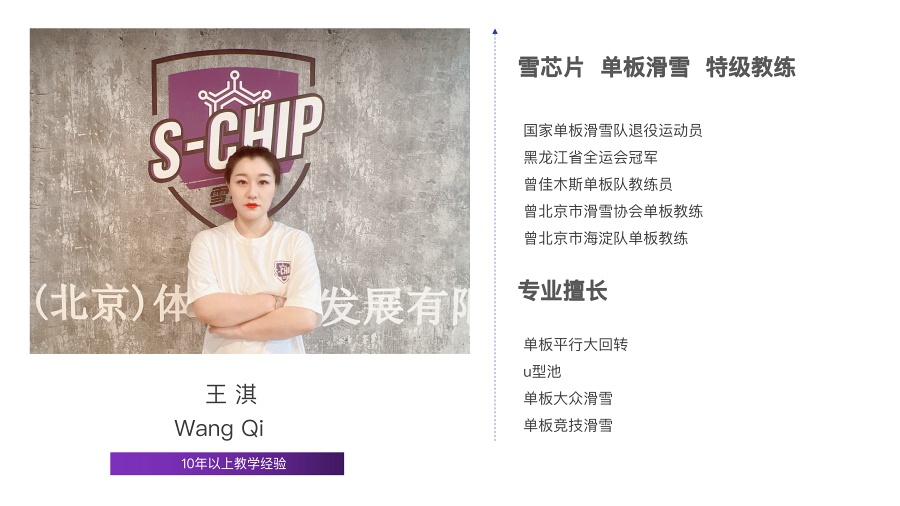 S-CHIP
雪
(北京)体
发展有限
王 淇
Wang Qi
10年以上教学经验
雪芯片 单板滑雪 特级教练
国家单板滑雪队退役运动员
黑龙江省全运会冠军
曾佳木斯单板队教练员
曾北京市滑雪协会单板教练
曾北京市海淀队单板教练
专业擅长
单板平行大回转
u型池
单板大众滑雪
单板竞技滑雪